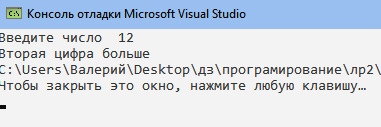 Консоль отладки Microsoft Visual Studio
Введите число  12
Вторая цифра больше
C:\Users\Валерий\Desktop\дз\програмирование\лр2\
Чтобы закрыть это окно, нажмите любую клавишу…